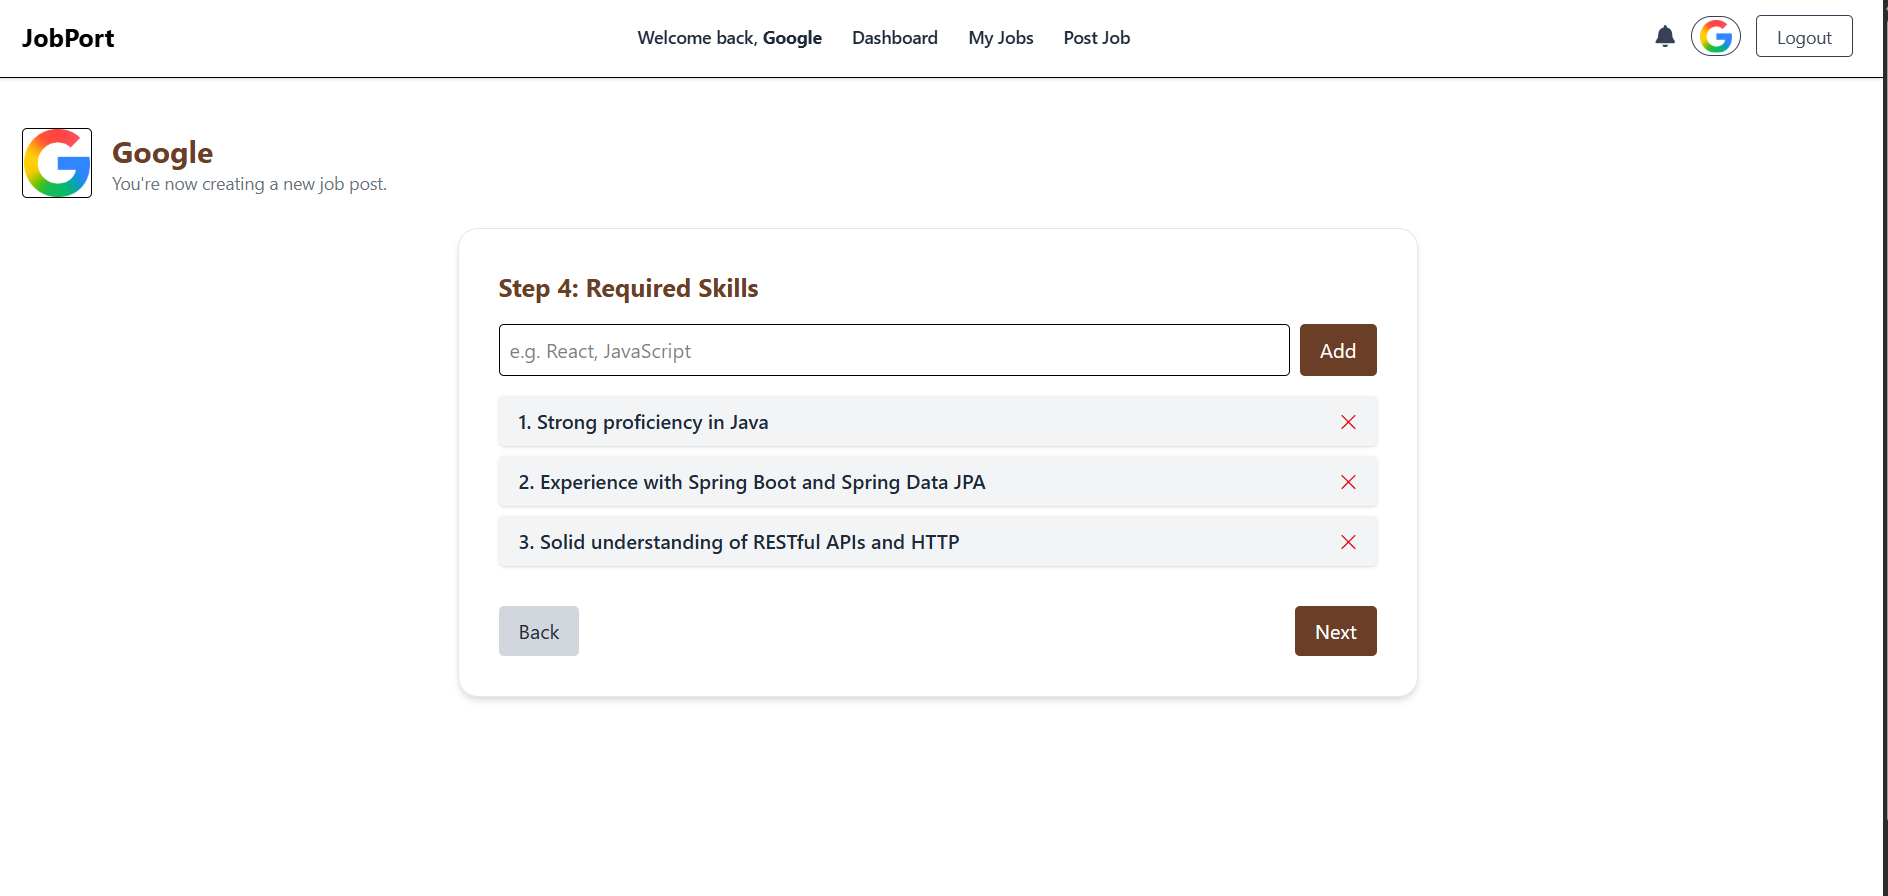 JobPort
Welcome back, Google
Dashboard
My Jobs
Post Job
Logout
Google
You're now creating a new job post.
Step 4: Required Skills
e.g. React, JavaScript
Add
1. Strong proficiency in Java
2. Experience with Spring Boot and Spring Data JPA
3. Solid understanding of RESTful APIs and HTTP
Back
Next